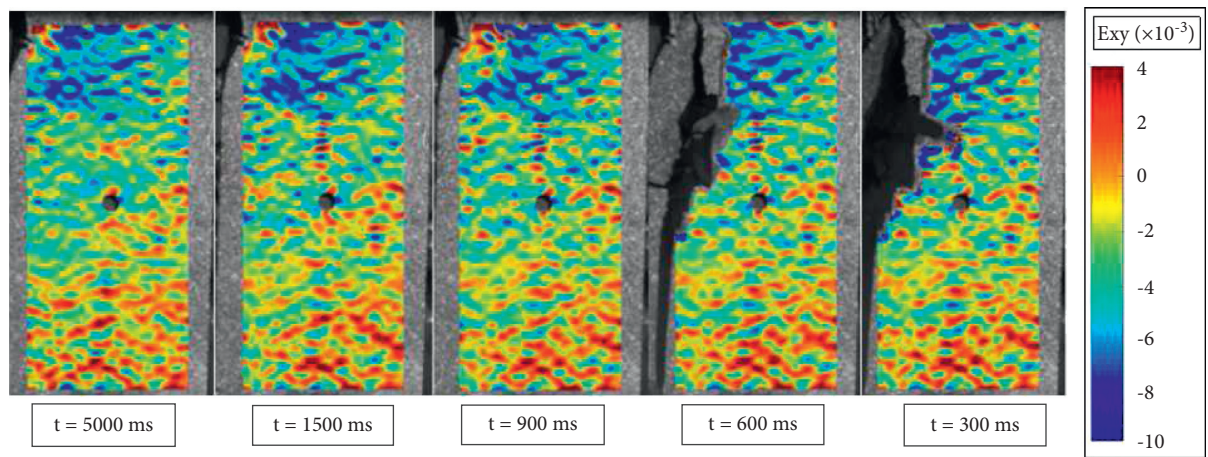 Exy (×10⁻³)
4
2
0
-2
-4
-6
-8
-10
t = 5000 ms
t = 1500 ms
t = 900 ms
t = 600 ms
t = 300 ms